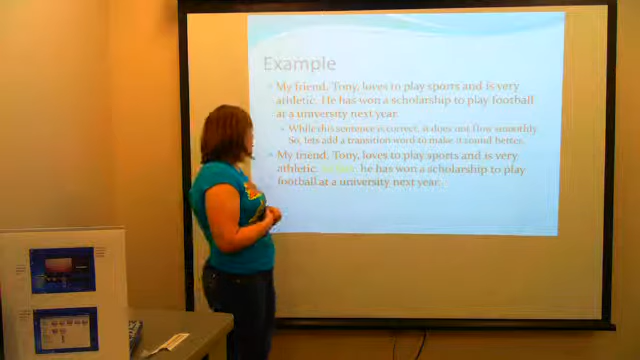 Example
My friend, Tony, loves to play sports and is very
athletic. He has won a scholarship to play football
at a university next year.
While this sentence is correct, it does not flow smoothly.
So, lets add a transition word to make it sound better.
My friend, Tony, loves to play sports and is very
athletic. he has won a scholarship to play
football at a university next year.